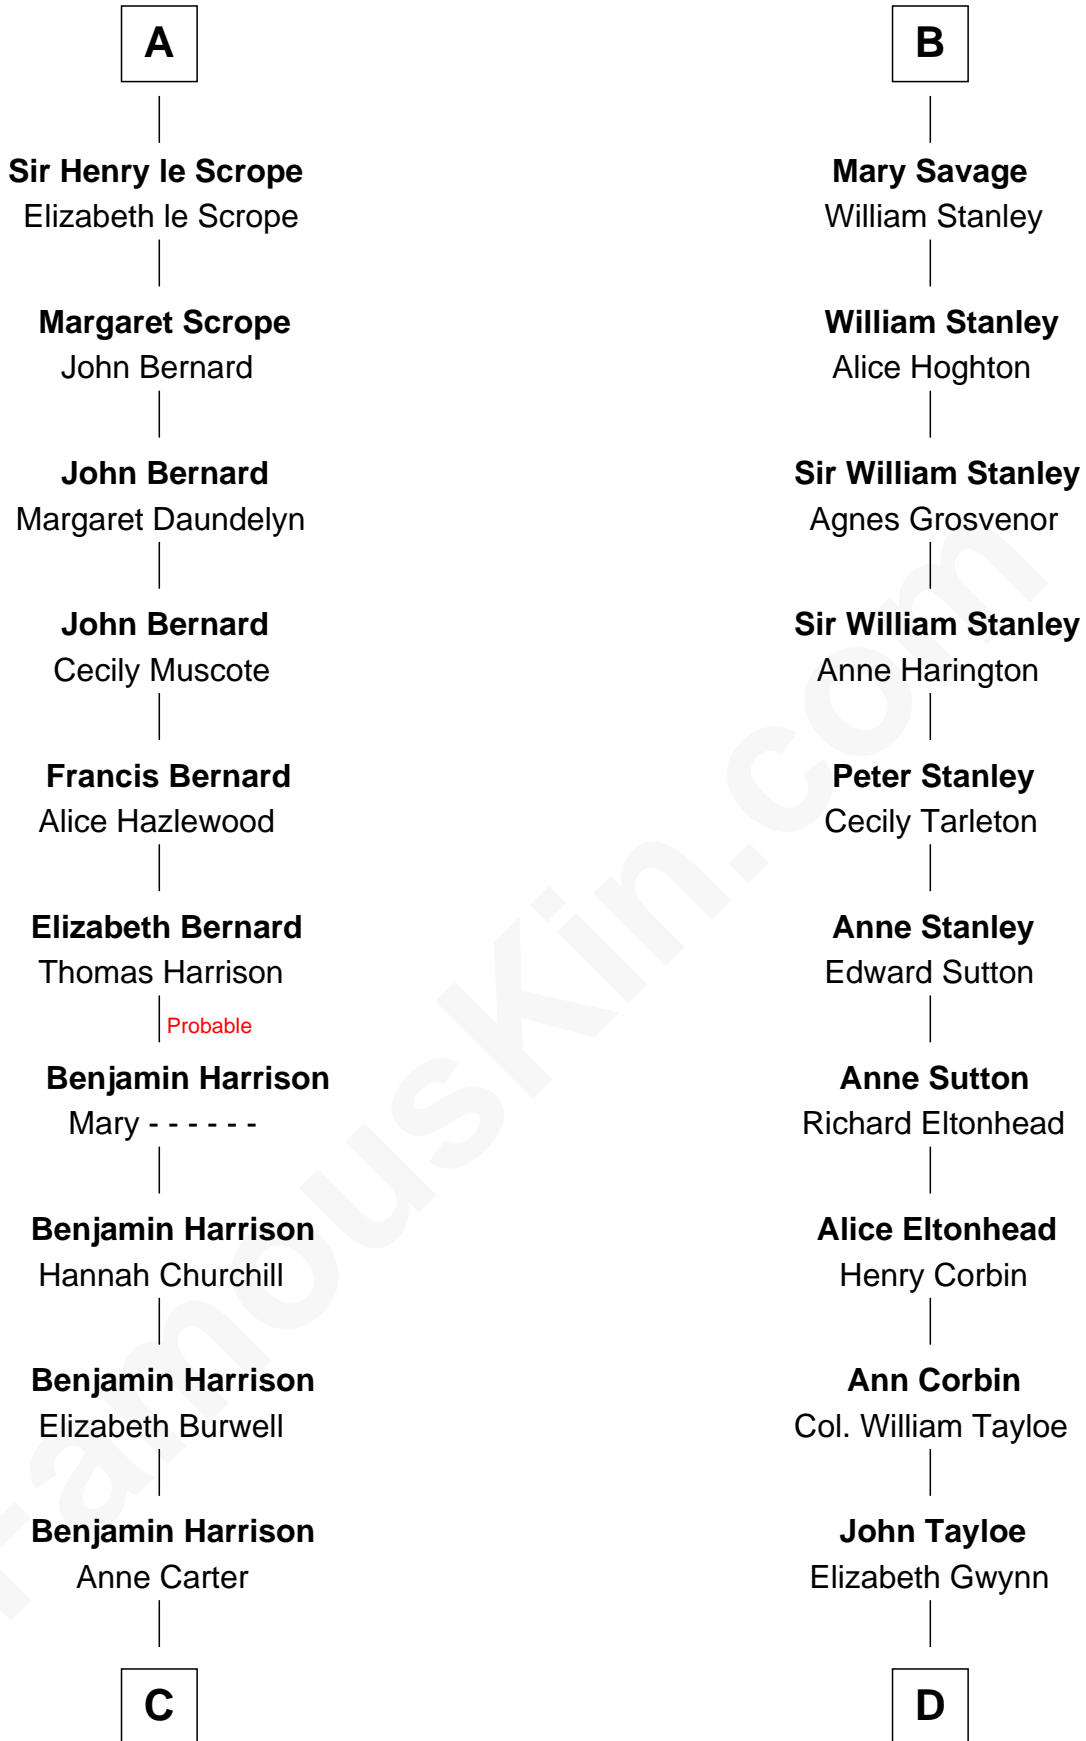 A
Sir Henry le Scrope
Elizabeth le Scrope
Margaret Scrope
John Bernard
John Bernard
Margaret Daundelyn
John Bernard
Cecily Muscote
Francis Bernard
Alice Hazlewood
Elizabeth Bernard
Thomas Harrison
Probable
Benjamin Harrison
Mary - - - - - -
Benjamin Harrison
Hannah Churchill
Benjamin Harrison
Elizabeth Burwell
Benjamin Harrison
Anne Carter
C
B
Mary Savage
William Stanley
William Stanley
Alice Hoghton
Sir William Stanley
Agnes Grosvenor
Sir William Stanley
Anne Harington
Peter Stanley
Cecily Tarleton
Anne Stanley
Edward Sutton
Anne Sutton
Richard Eltonhead
Alice Eltonhead
Henry Corbin
Ann Corbin
Col. William Tayloe
John Tayloe
Elizabeth Gwynn
D
FamousKin.com